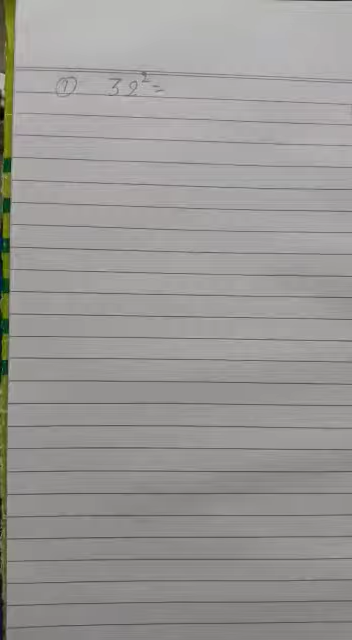 ① 32² =